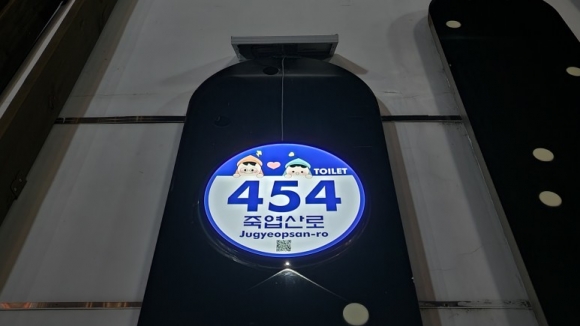 TOILET
454
죽엽산로
Jugyeopsan-ro